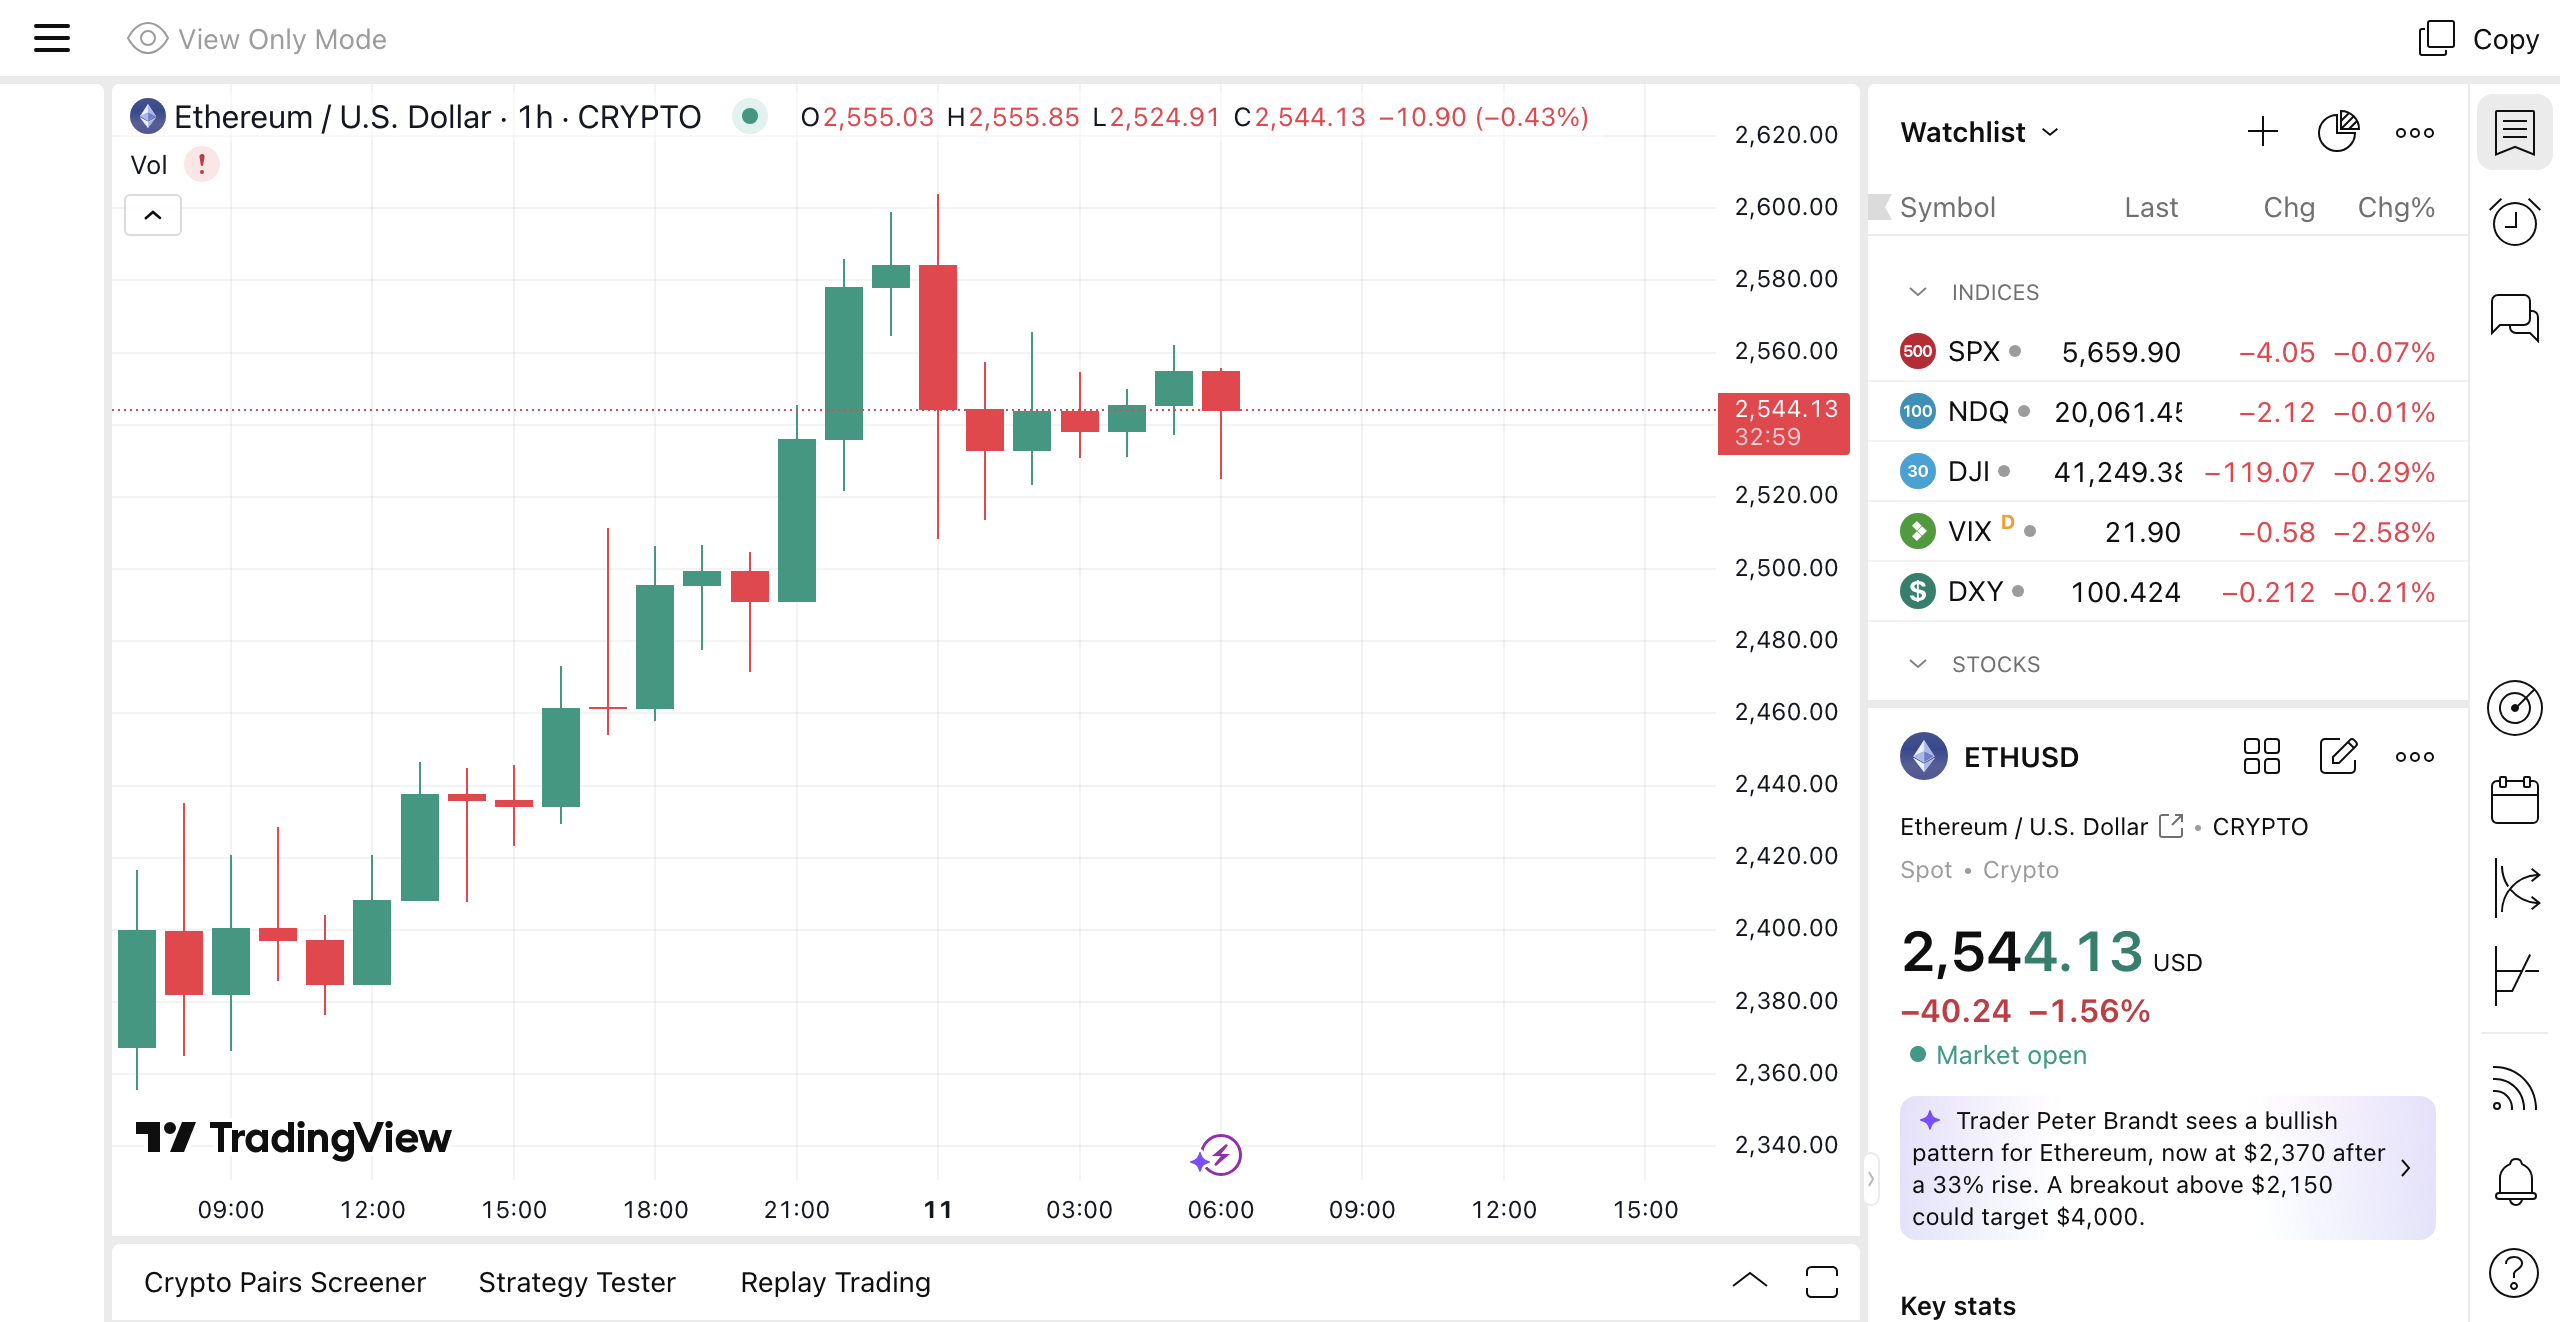 View Only Mode
Copy
Ethereum / U.S. Dollar · 1h · CRYPTO
O2,555.03 H2,555.85 L2,524.91 C2,544.13 −10.90 (−0.43%)
Vol
2,620.00
2,600.00
2,580.00
2,560.00
2,544.13
32:59
2,520.00
2,500.00
2,480.00
2,460.00
2,440.00
2,420.00
2,400.00
2,380.00
2,360.00
2,340.00
TradingView
09:00 12:00 15:00 18:00 21:00 11 03:00 06:00 09:00 12:00 15:00
Crypto Pairs Screener Strategy Tester Replay Trading
Watchlist
Symbol Last Chg Chg%
INDICES
500 SPX 5,659.90 −4.05 −0.07%
100 NDQ 20,061.45 −2.12 −0.01%
30 DJI 41,249.38 −119.07 −0.29%
VIX D 21.90 −0.58 −2.58%
$ DXY 100.424 −0.212 −0.21%
STOCKS
ETHUSD
Ethereum / U.S. Dollar • CRYPTO
Spot • Crypto
2,544.13 USD
−40.24 −1.56%
Market open
Trader Peter Brandt sees a bullish
pattern for Ethereum, now at $2,370 after
a 33% rise. A breakout above $2,150
could target $4,000.
Key stats